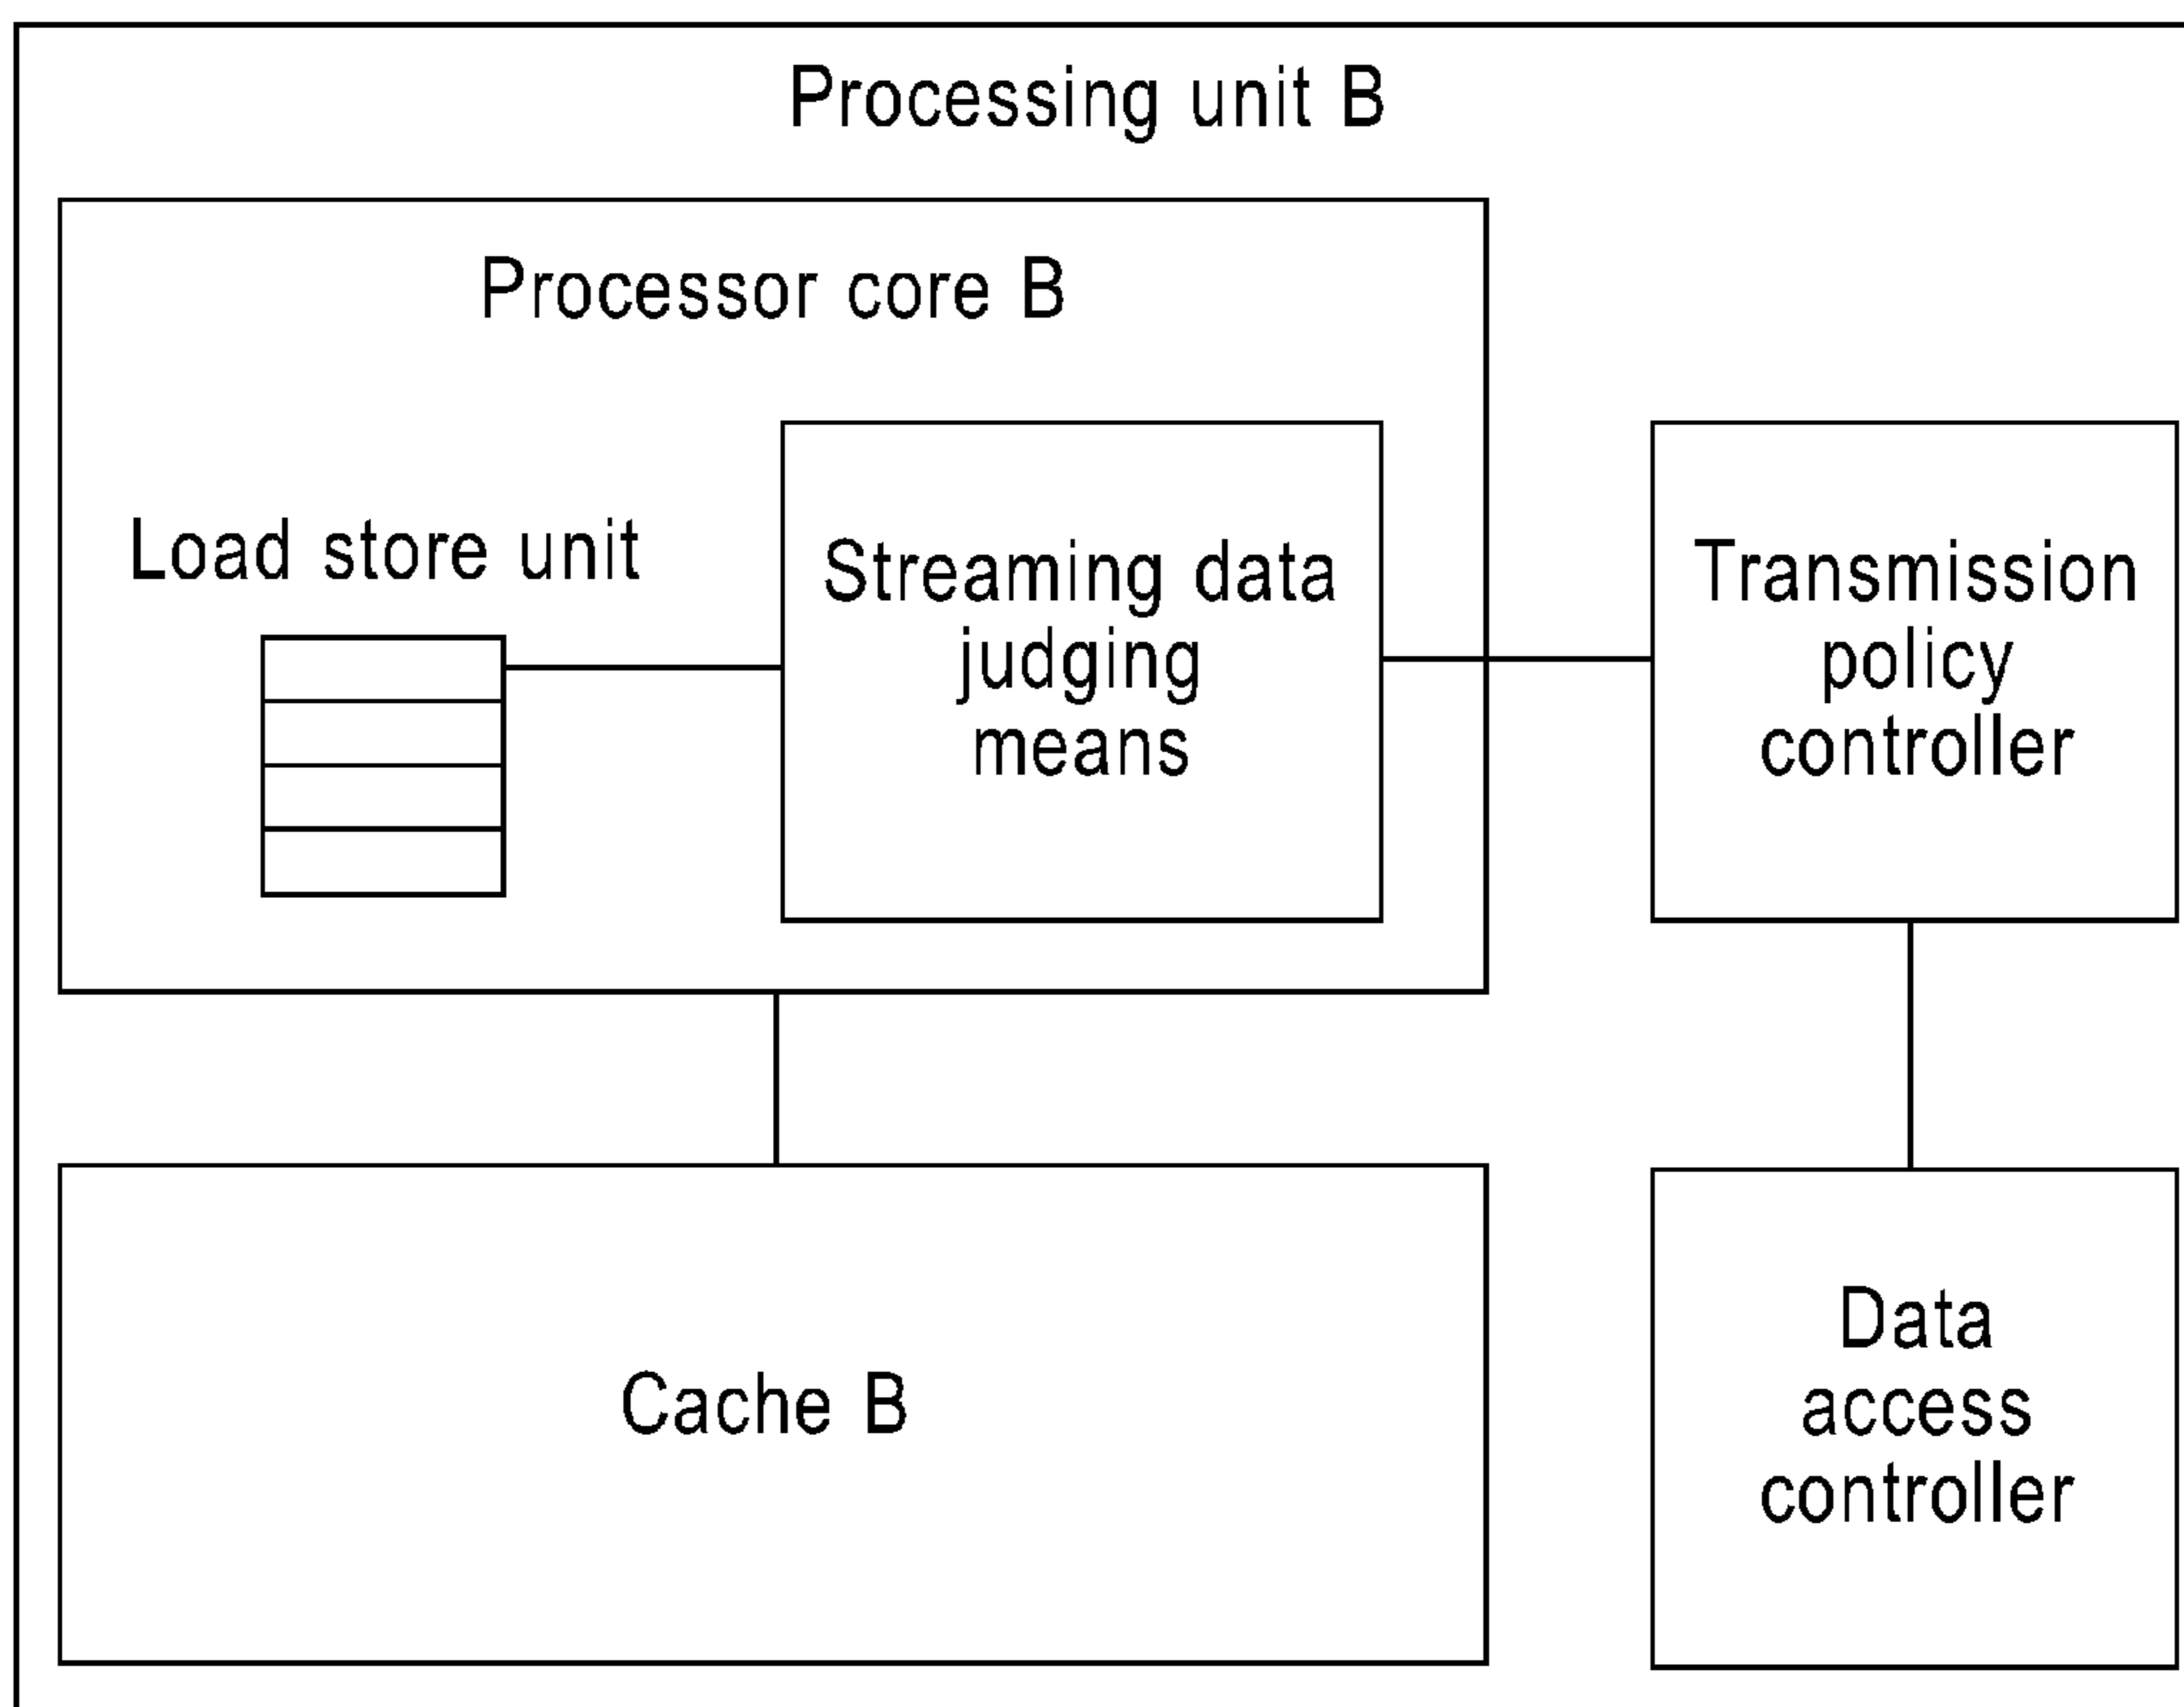 Processing unit B
Processor core B
Load store unit
Streaming data
judging
means
Transmission
policy
controller
Cache B
Data
access
controller